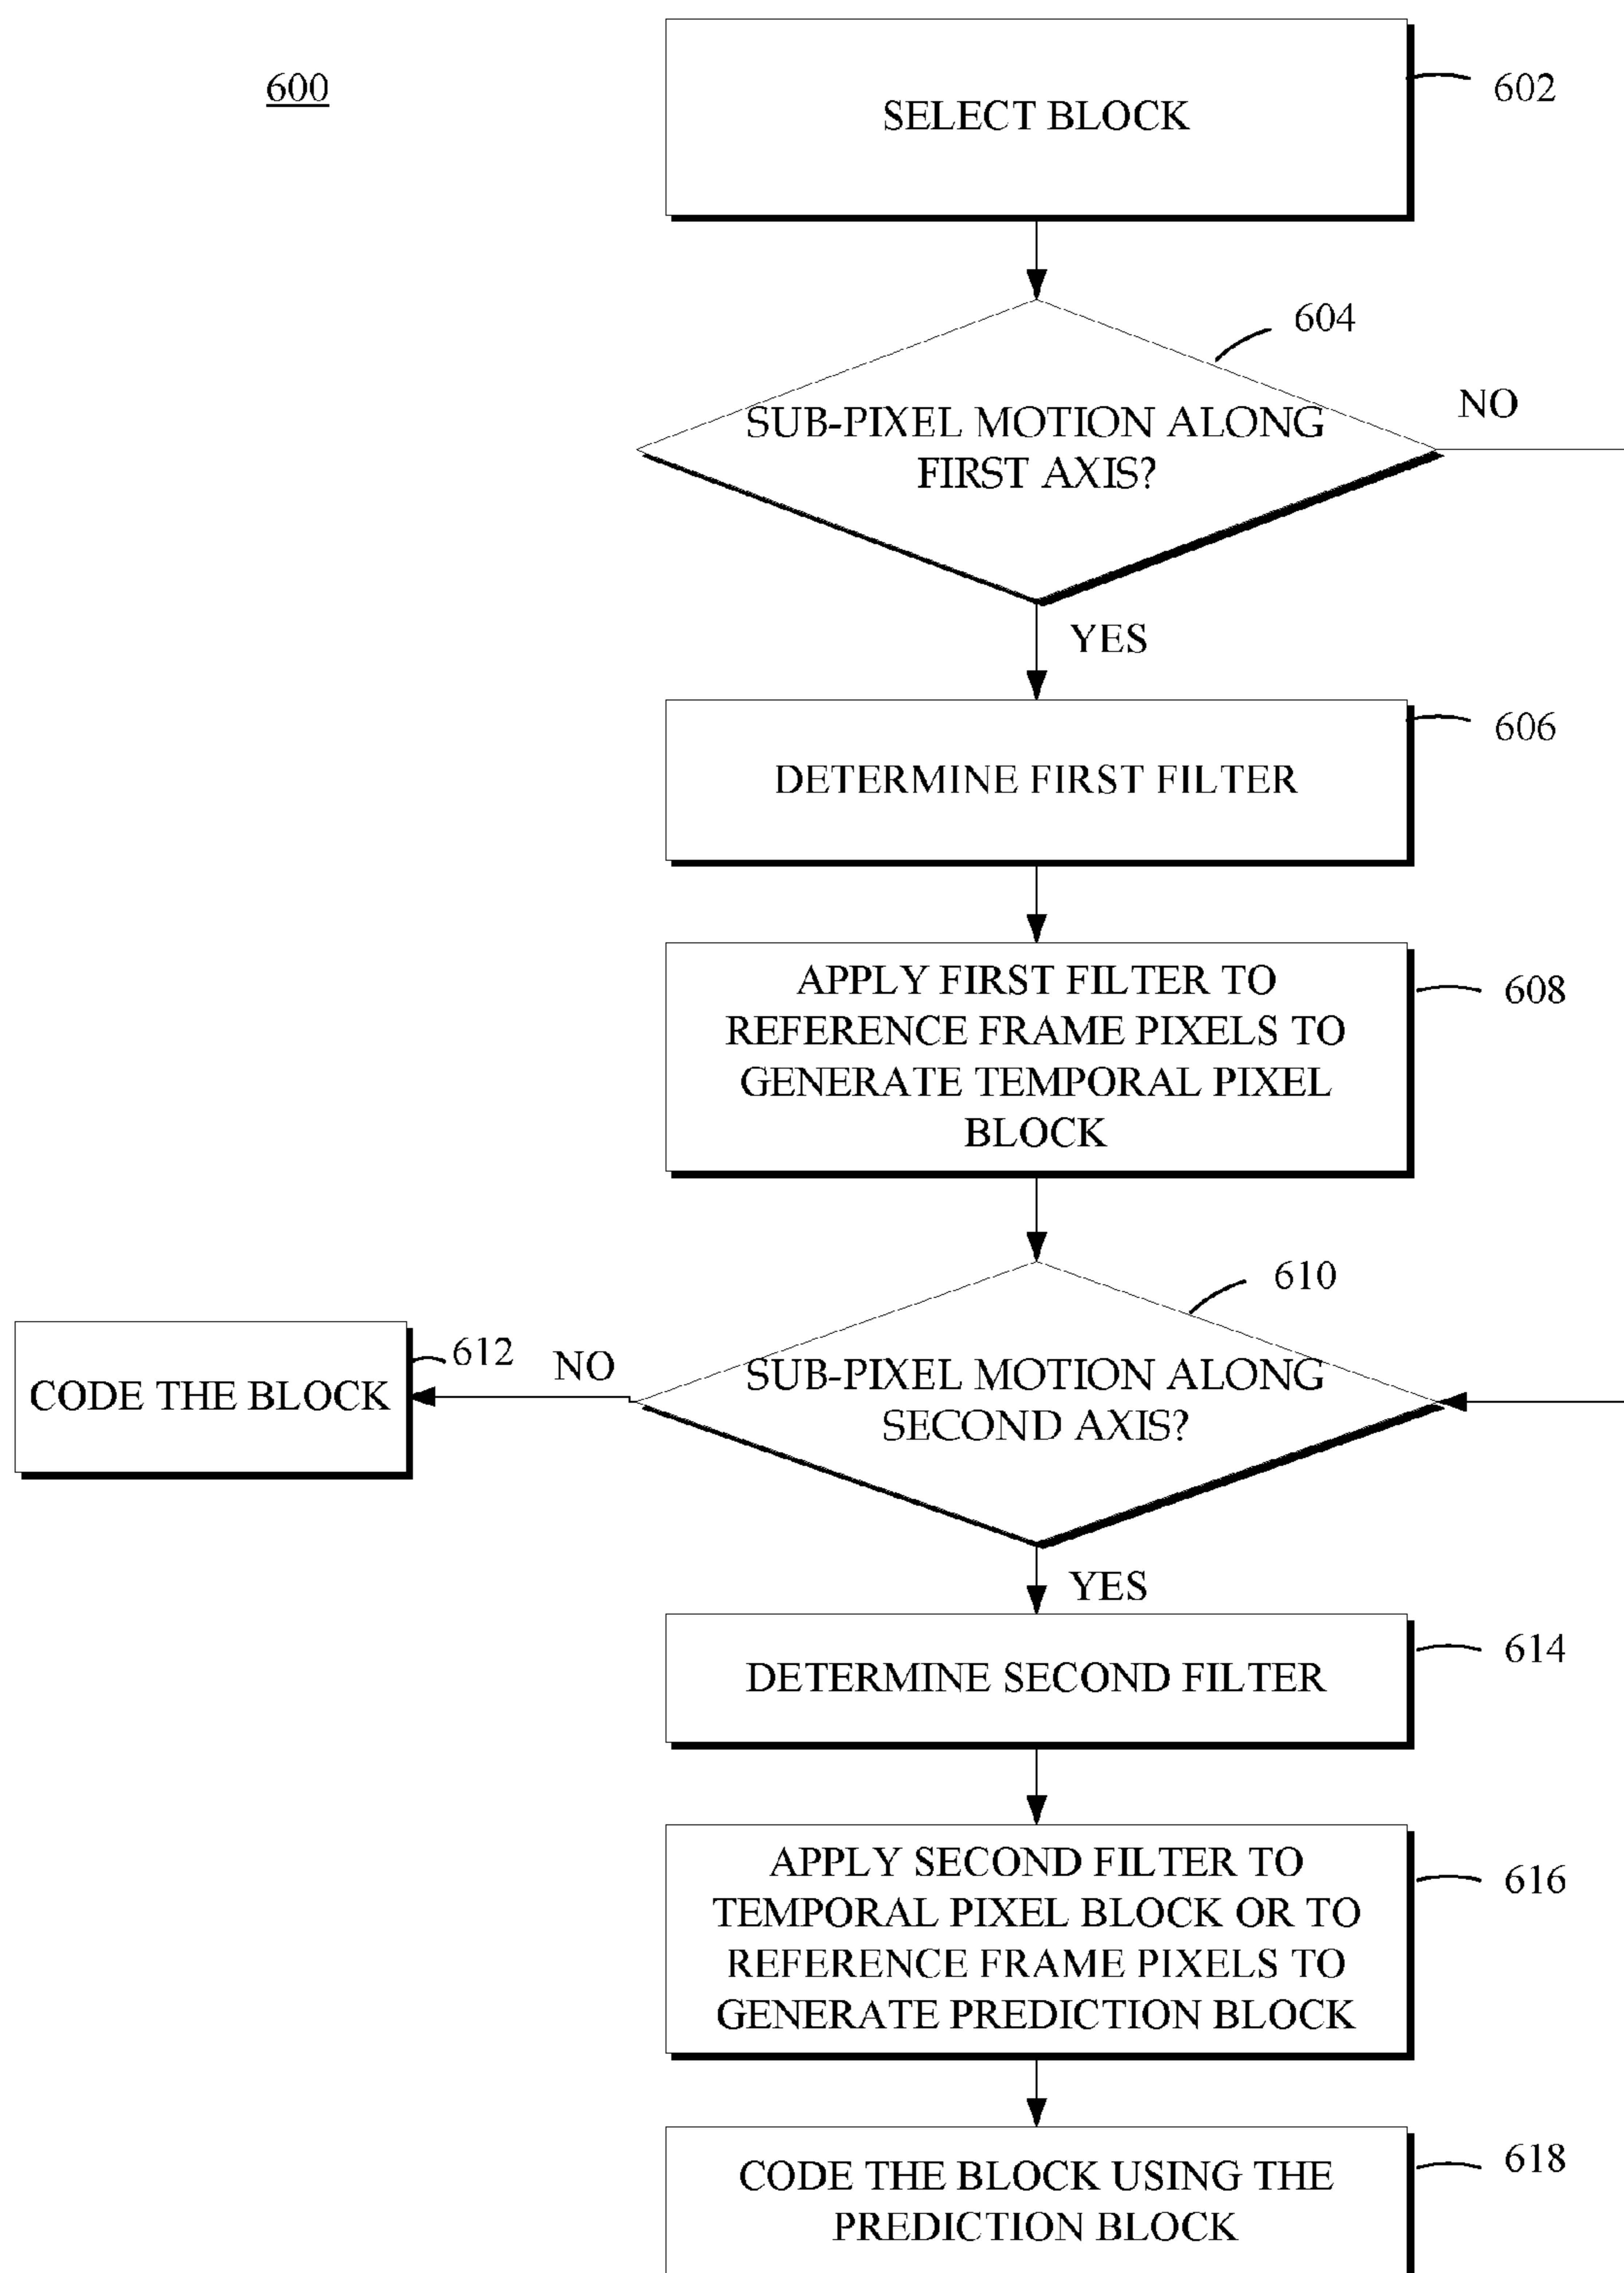 600
SELECT BLOCK
602
604
SUB-PIXEL MOTION ALONG
FIRST AXIS?
NO
YES
DETERMINE FIRST FILTER
606
APPLY FIRST FILTER TO
REFERENCE FRAME PIXELS TO
GENERATE TEMPORAL PIXEL
BLOCK
608
610
SUB-PIXEL MOTION ALONG
SECOND AXIS?
NO
612
CODE THE BLOCK
YES
DETERMINE SECOND FILTER
614
APPLY SECOND FILTER TO
TEMPORAL PIXEL BLOCK OR TO
REFERENCE FRAME PIXELS TO
GENERATE PREDICTION BLOCK
616
CODE THE BLOCK USING THE
PREDICTION BLOCK
618